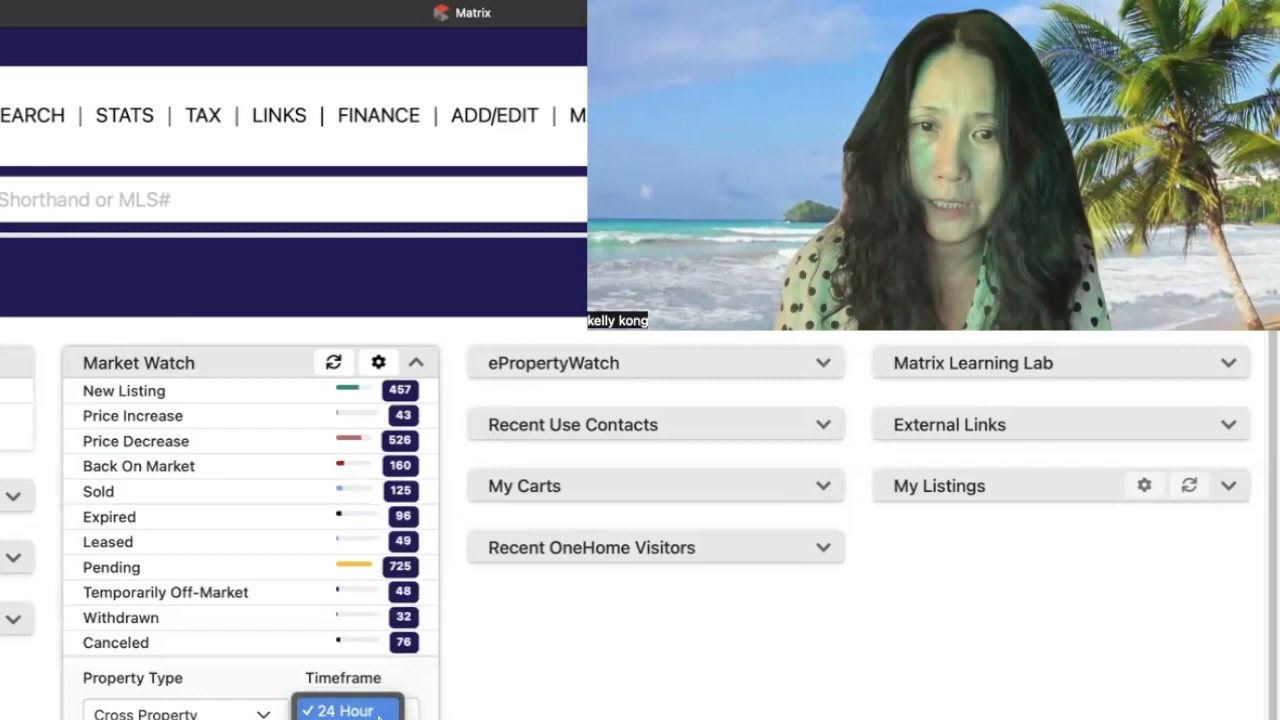 Matrix
EARCH | STATS | TAX | LINKS | FINANCE | ADD/EDIT | M
Shorthand or MLS#
kelly kong
Market Watch
New Listing 457
Price Increase 43
Price Decrease 526
Back On Market 160
Sold 125
Expired 96
Leased 49
Pending 725
Temporarily Off-Market 48
Withdrawn 32
Canceled 76
Property Type Timeframe
Cross Property ✓ 24 Hour
ePropertyWatch
Recent Use Contacts
My Carts
Recent OneHome Visitors
Matrix Learning Lab
External Links
My Listings